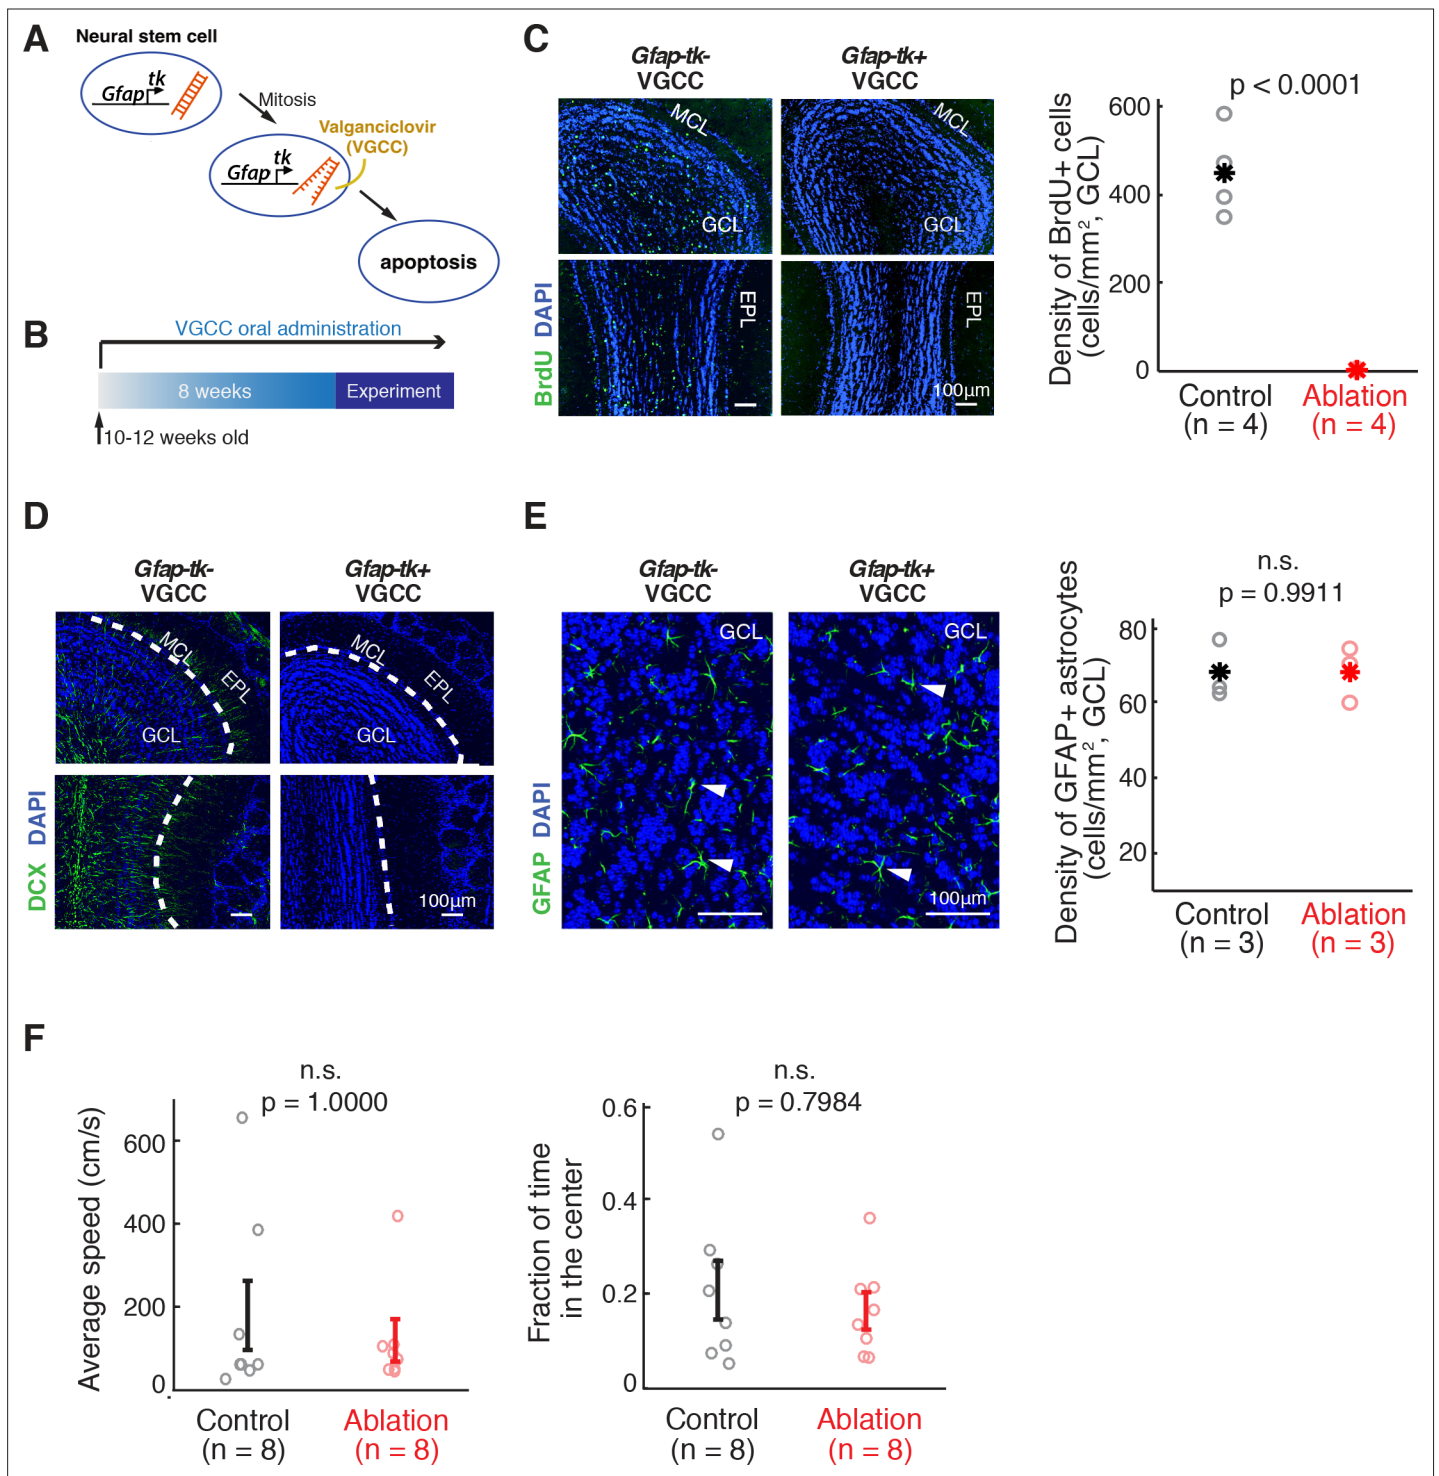 A
Neural stem cell
tk
Gfap
Mitosis
Valganciclovir
(VGCC)
tk
Gfap
apoptosis
B
VGCC oral administration
8 weeks
Experiment
10-12 weeks old
C
Gfap-tk-
VGCC
Gfap-tk+
VGCC
MCL
GCL
MCL
GCL
EPL
EPL
100μm
BrdU DAPI
p < 0.0001
Density of BrdU+ cells
(cells/mm², GCL)
600
400
200
0
Control
(n = 4)
Ablation
(n = 4)
D
Gfap-tk-
VGCC
Gfap-tk+
VGCC
MCL
EPL
GCL
MCL
EPL
GCL
100μm
DCX DAPI
E
Gfap-tk-
VGCC
Gfap-tk+
VGCC
GCL
GCL
100μm
GFAP DAPI
n.s.
p = 0.9911
Density of GFAP+ astrocytes
(cells/mm², GCL)
80
60
40
20
Control
(n = 3)
Ablation
(n = 3)
F
n.s.
p = 1.0000
Average speed (cm/s)
600
400
200
0
Control
(n = 8)
Ablation
(n = 8)
n.s.
p = 0.7984
Fraction of time
in the center
0.6
0.4
0.2
0
Control
(n = 8)
Ablation
(n = 8)